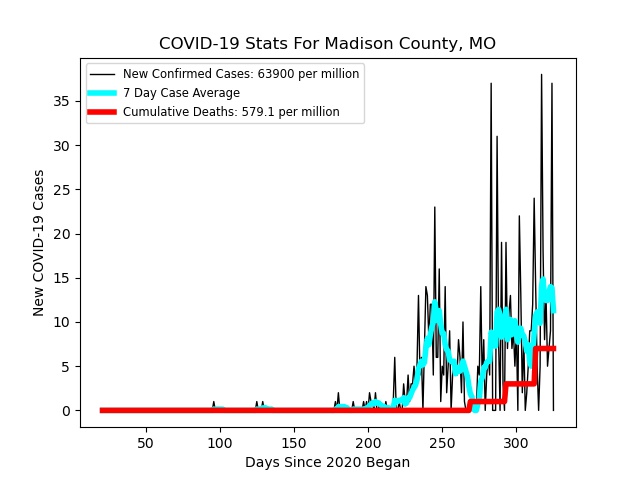 COVID-19 Stats For Madison County, MO
New Confirmed Cases: 63900 per million
7 Day Case Average
Cumulative Deaths: 579.1 per million
New COVID-19 Cases
35
30
25
20
15
10
5
0
50 100 150 200 250 300
Days Since 2020 Began